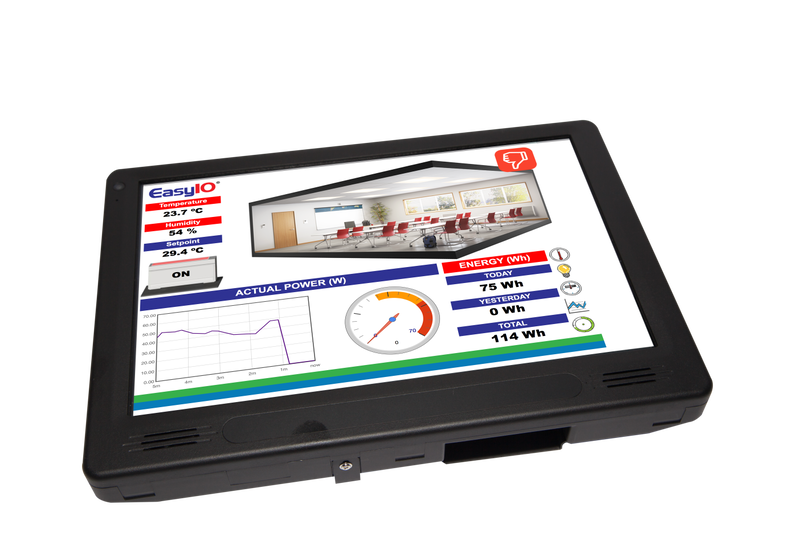 EasyIO®
Temperature
23.7 ºC
Humidity
54 %
Setpoint
29.4 ºC
ON
ACTUAL POWER (W)
70.00
60.00
50.00
40.00
30.00
20.00
10.00
0.00
5m 4m 3m 2m 1m now
0 70
ENERGY (Wh)
TODAY
75 Wh
YESTERDAY
0 Wh
TOTAL
114 Wh